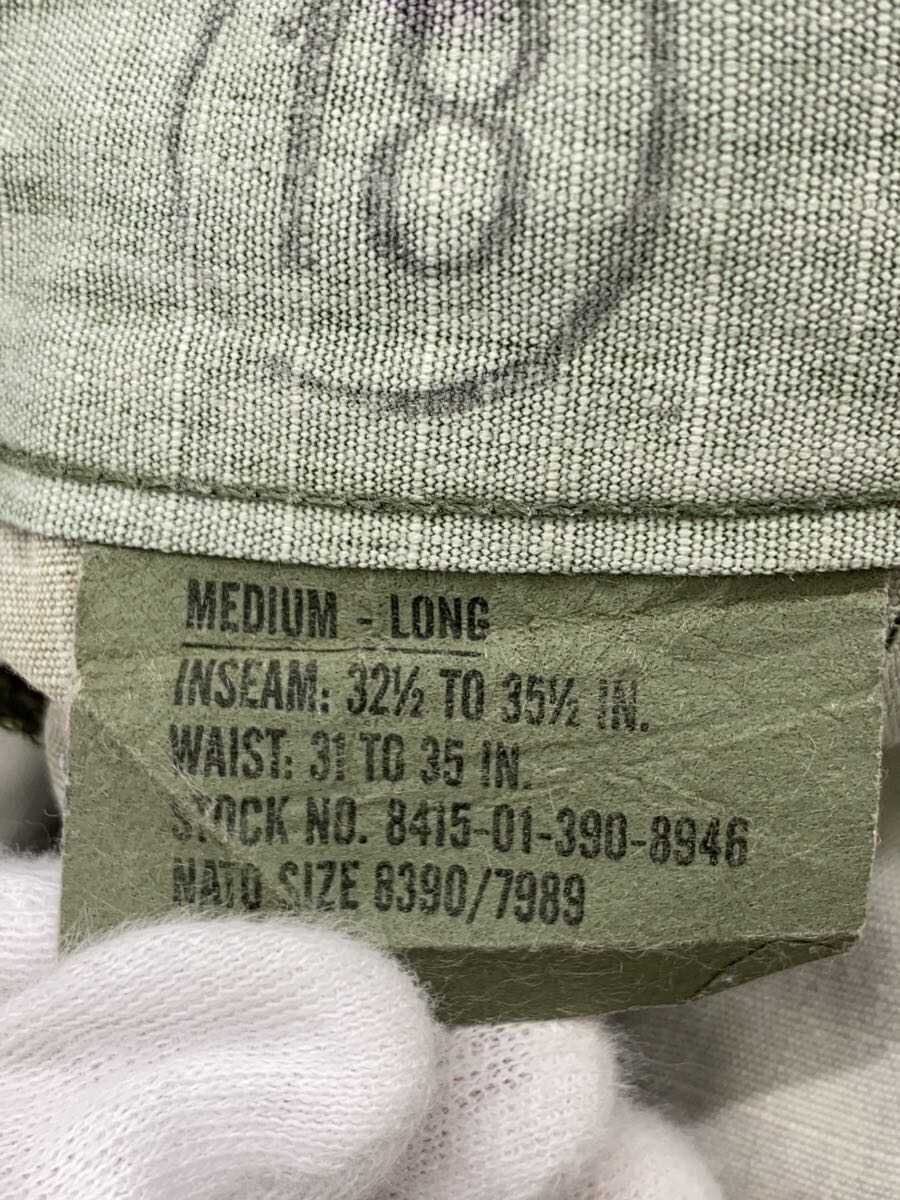 18
MEDIUM - LONG
INSEAM: 32½ TO 35½ IN.
WAIST: 31 TO 35 IN.
STOCK NO. 8415-01-390-8946
NATO SIZE 8390/7989